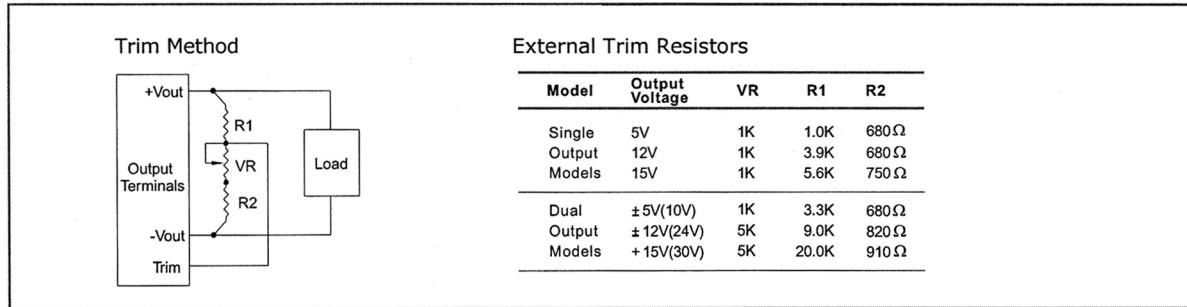 Trim Method
+Vout
R1
VR
R2
Output
Terminals
Load
-Vout
Trim
External Trim Resistors
Model Output Voltage VR R1 R2
Single 5V 1K 1.0K 680Ω
Output 12V 1K 3.9K 680Ω
Models 15V 1K 5.6K 750Ω
Dual ±5V(10V) 1K 3.3K 680Ω
Output ±12V(24V) 5K 9.0K 820Ω
Models +15V(30V) 5K 20.0K 910Ω